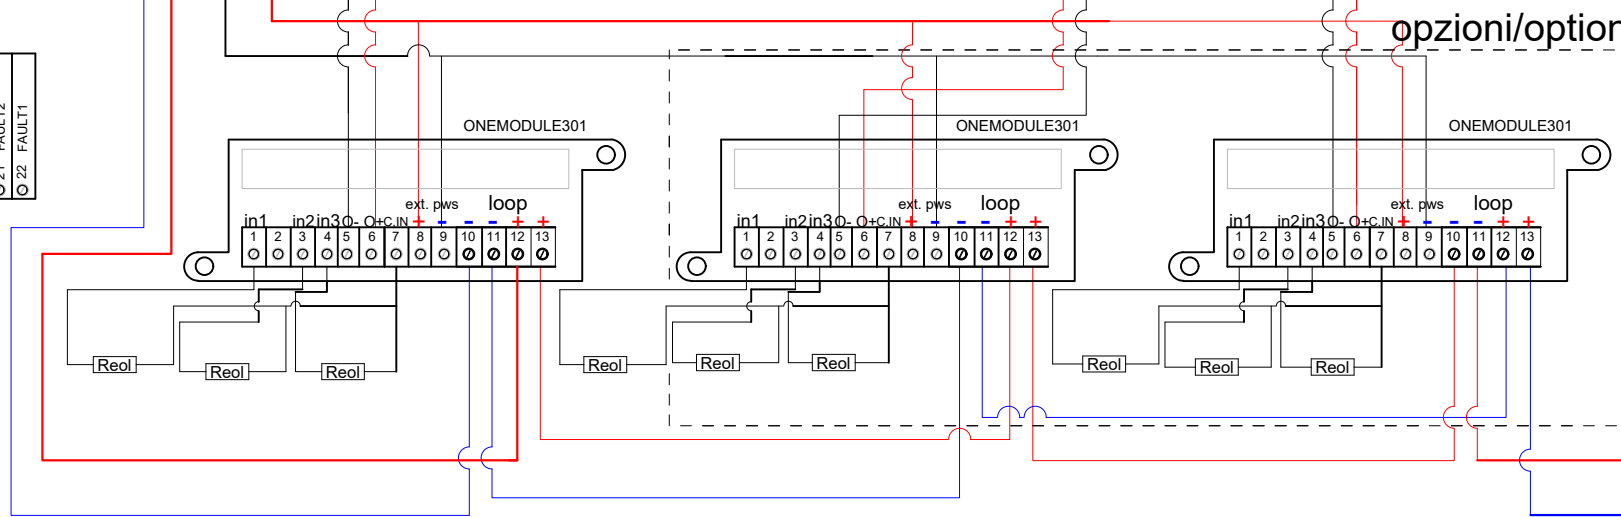 opzioni/option
21 FAULT2
22 FAULT1
ONEMODULE301
ext. pws loop
in1 in2 in3 O- O+ C.IN + - - - + +
1 2 3 4 5 6 7 8 9 10 11 12 13
Reol
Reol
Reol
ONEMODULE301
ext. pws loop
in1 in2 in3 O- O+ C.IN + - - - + +
1 2 3 4 5 6 7 8 9 10 11 12 13
Reol
Reol
Reol
ONEMODULE301
ext. pws loop
in1 in2 in3 O- O+ C.IN + - - - + +
1 2 3 4 5 6 7 8 9 10 11 12 13
Reol
Reol
Reol